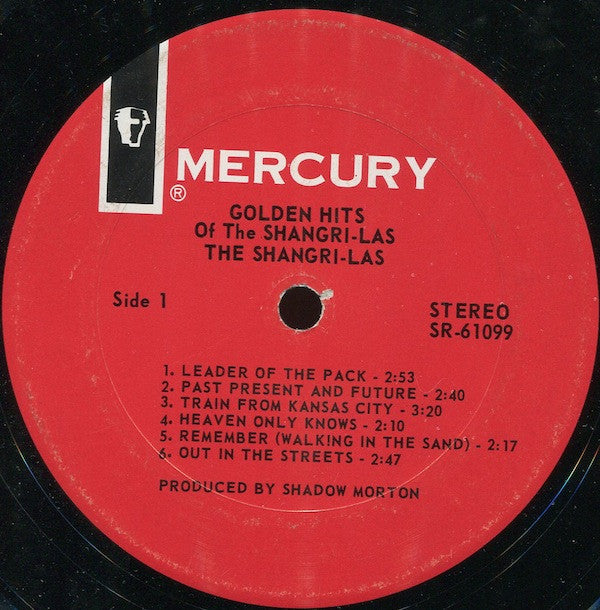 MERCURY
®
GOLDEN HITS
Of The SHANGRI-LAS
THE SHANGRI-LAS
Side 1
STEREO
SR-61099
1. LEADER OF THE PACK - 2:53
2. PAST PRESENT AND FUTURE - 2:40
3. TRAIN FROM KANSAS CITY - 3:20
4. HEAVEN ONLY KNOWS - 2:10
5. REMEMBER (WALKING IN THE SAND) - 2:17
6. OUT IN THE STREETS - 2:47
PRODUCED BY SHADOW MORTON